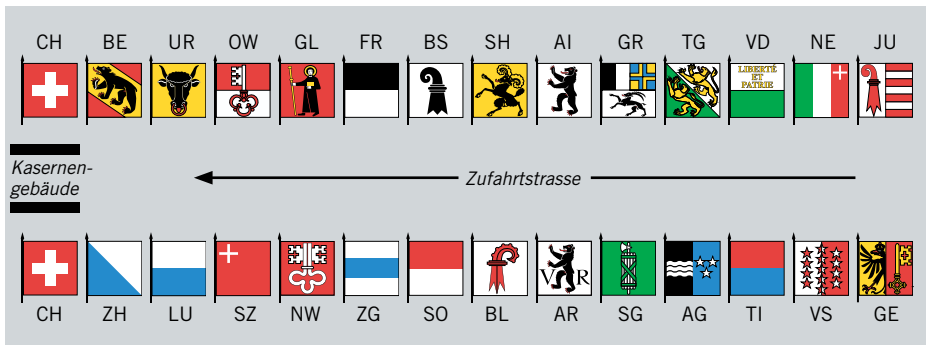 CH BE UR OW GL FR BS SH AI GR TG VD NE JU
LIBERTÉ
ET
PATRIE
Kasernen-
gebäude
Zufahrtstrasse
V R
CH ZH LU SZ NW ZG SO BL AR SG AG TI VS GE